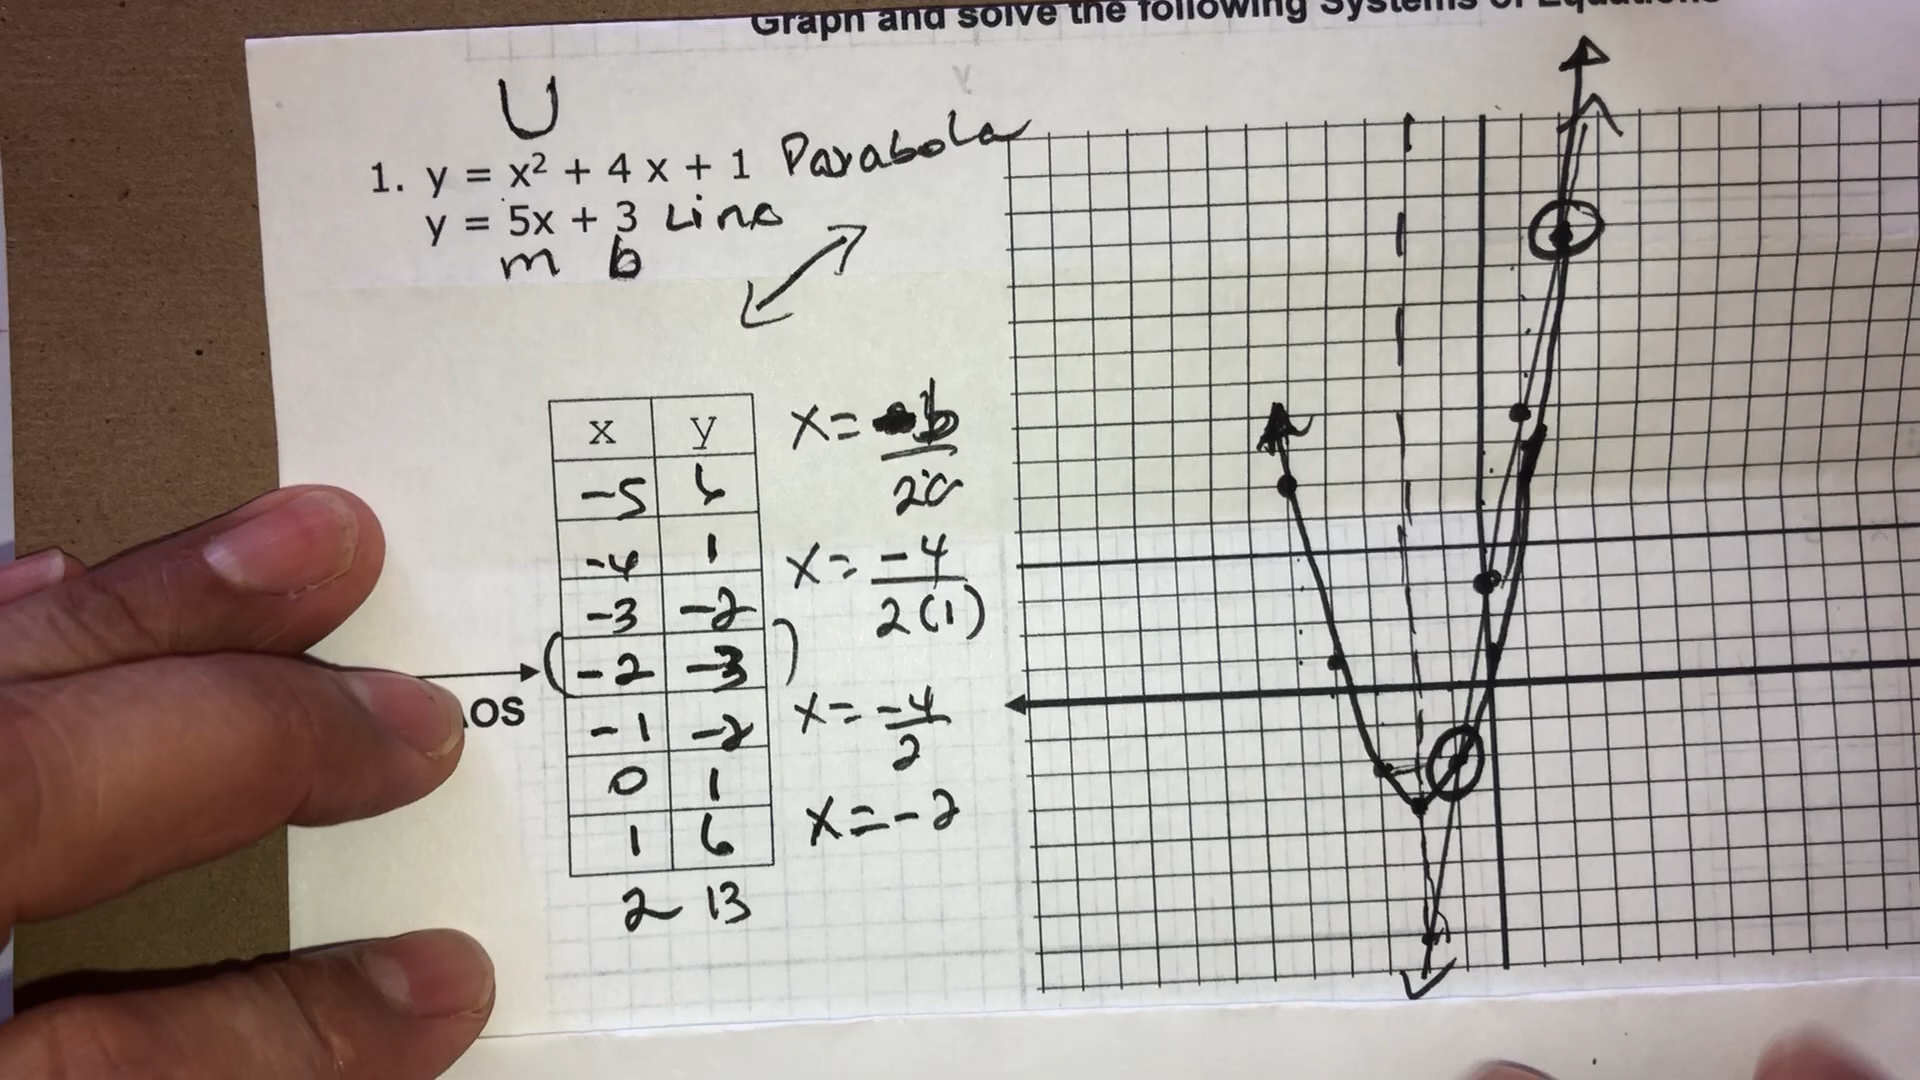 Graph and solve the following Systems of Equations
U
1. y = x² + 4 x + 1 Parabola
y = 5x + 3 Line
m b
x y
-5 6
-4 1
-3 -2
(-2 -3)
-1 -2
0 1
1 6
2 13
x = -b
2a
x = -4
2(1)
x = -4
2
x = -2